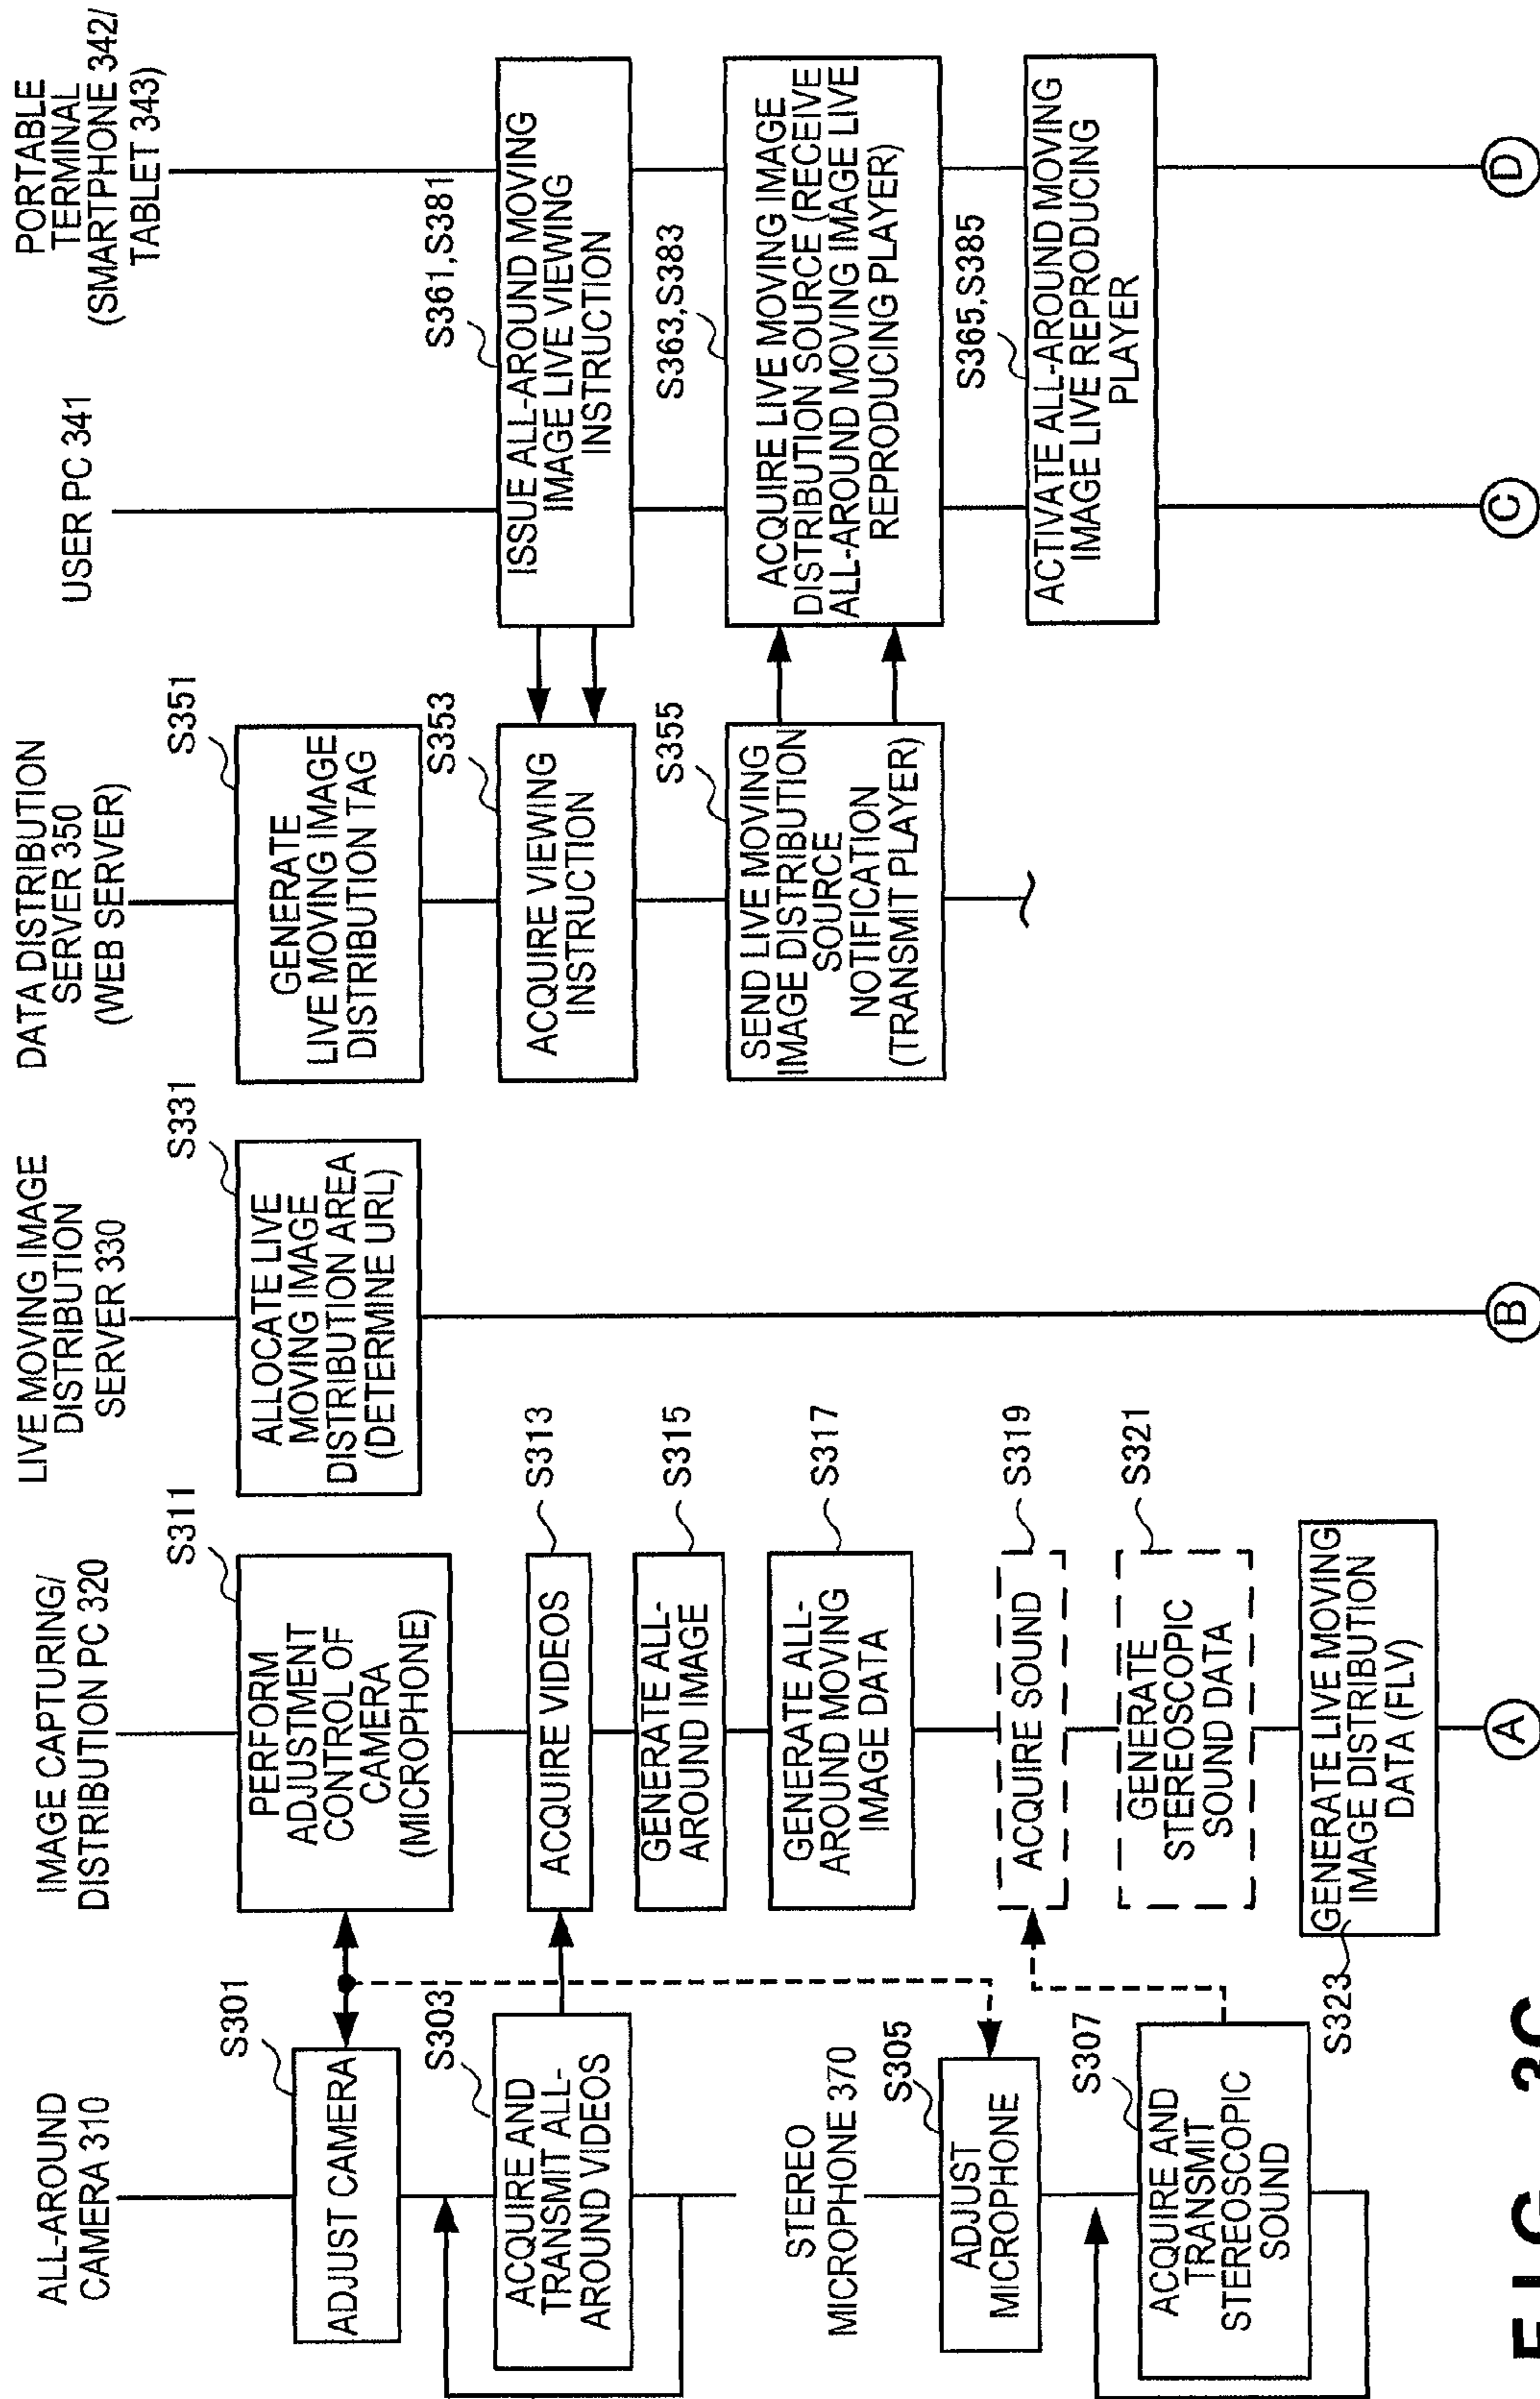 ALL-AROUND
CAMERA 310
S301
ADJUST CAMERA
S303
ACQUIRE AND
TRANSMIT ALL-
AROUND VIDEOS
STEREO
MICROPHONE 370
S305
ADJUST
MICROPHONE
S307
ACQUIRE AND
TRANSMIT
STEREOSCOPIC
SOUND
IMAGE CAPTURING/
DISTRIBUTION PC 320
S311
PERFORM
ADJUSTMENT
CONTROL OF
CAMERA
(MICROPHONE)
ACQUIRE VIDEOS
S313
GENERATE ALL-
AROUND IMAGE
S315
GENERATE ALL-
AROUND MOVING
IMAGE DATA
S317
ACQUIRE SOUND
S319
GENERATE
STEREOSCOPIC
SOUND DATA
S321
GENERATE LIVE MOVING
IMAGE DISTRIBUTION
DATA (FLV)
S323
A
LIVE MOVING IMAGE
DISTRIBUTION
SERVER 330
S331
ALLOCATE LIVE
MOVING IMAGE
DISTRIBUTION AREA
(DETERMINE URL)
B
DATA DISTRIBUTION
SERVER 350
(WEB SERVER)
S351
GENERATE
LIVE MOVING IMAGE
DISTRIBUTION TAG
S353
ACQUIRE VIEWING
INSTRUCTION
S355
SEND LIVE MOVING
IMAGE DISTRIBUTION
SOURCE
NOTIFICATION
(TRANSMIT PLAYER)
USER PC 341
PORTABLE
TERMINAL
(SMARTPHONE 342/
TABLET 343)
S361,S381
ISSUE ALL-AROUND MOVING
IMAGE LIVE VIEWING
INSTRUCTION
S363,S383
ACQUIRE LIVE MOVING IMAGE
DISTRIBUTION SOURCE (RECEIVE
ALL-AROUND MOVING IMAGE LIVE
REPRODUCING PLAYER)
S365,S385
ACTIVATE ALL-AROUND MOVING
IMAGE LIVE REPRODUCING
PLAYER
C
D
FIG. 3C